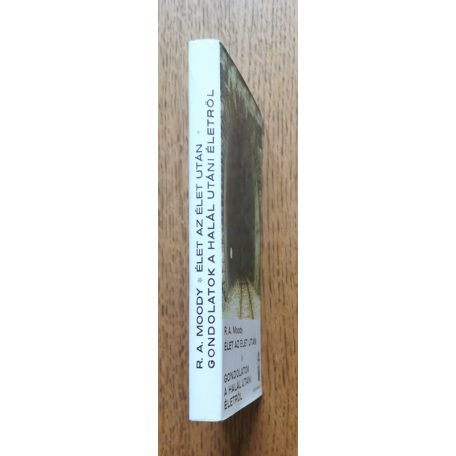 R. A. MOODY * ÉLET AZ ÉLET UTÁN *
GONDOLATOK A HALÁL UTÁNI ÉLETRŐL
R. A. Moody
ÉLET AZ ÉLET UTÁN
*
GONDOLATOK
A HALÁL UTÁNI
ÉLETRŐL